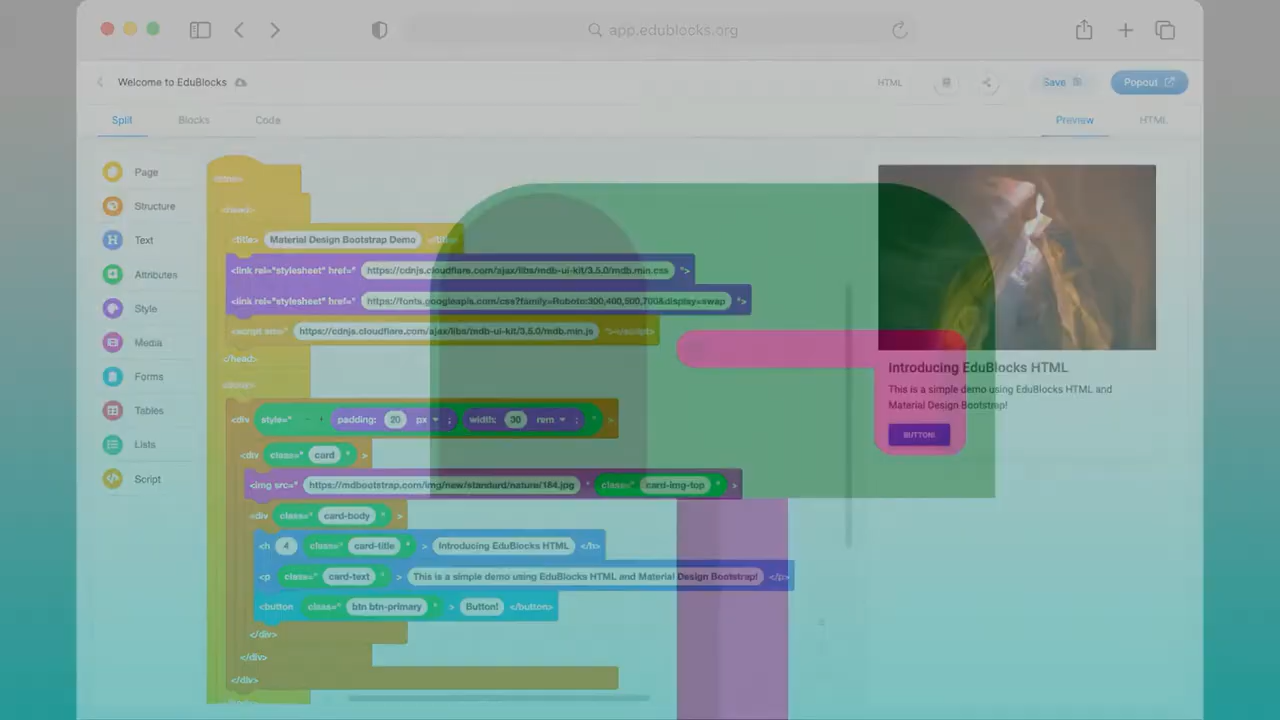 app.edublocks.org
Welcome to EduBlocks
HTML
Save
Popout
Split Blocks Code
Preview HTML
Page
Structure
Text
Attributes
Style
Media
Forms
Tables
Lists
Script
<head>
<title> Material Design Bootstrap Demo </title>
<link rel="stylesheet" href=" https://cdnjs.cloudflare.com/ajax/libs/mdb-ui-kit/3.5.0/mdb.min.css ">
<link rel="stylesheet" href=" https://fonts.googleapis.com/css?family=Roboto:300,400,500,700&display=swap ">
<script src=" https://cdnjs.cloudflare.com/ajax/libs/mdb-ui-kit/3.5.0/mdb.min.js "></script>
</head>
<div style=" - + padding: 20 px ; width: 30 rem ; " >
<div class=" card " >
<img src=" https://mdbootstrap.com/img/new/standard/nature/184.jpg " class=" card-img-top " >
<div class=" card-body " >
<h 4 class=" card-title " > Introducing EduBlocks HTML </h>
<p class=" card-text " > This is a simple demo using EduBlocks HTML and Material Design Bootstrap! </p>
<button class=" btn btn-primary " > Button! </button>
</div>
</div>
</div>
Introducing EduBlocks HTML
This is a simple demo using EduBlocks HTML and
Material Design Bootstrap!
BUTTON!